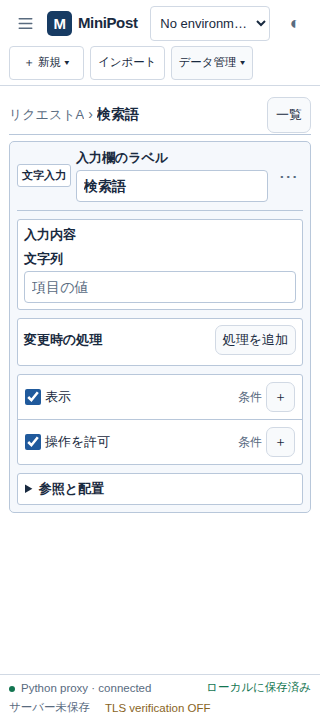 M MiniPost No environm…
+ 新規 ▾ インポート データ管理 ▾
リクエストA › 検索語 一覧
文字入力 入力欄のラベル
検索語 …
入力内容
文字列
項目の値
変更時の処理 処理を追加
表示 条件 +
操作を許可 条件 +
▶ 参照と配置
Python proxy · connected ローカルに保存済み
サーバー未保存 TLS verification OFF